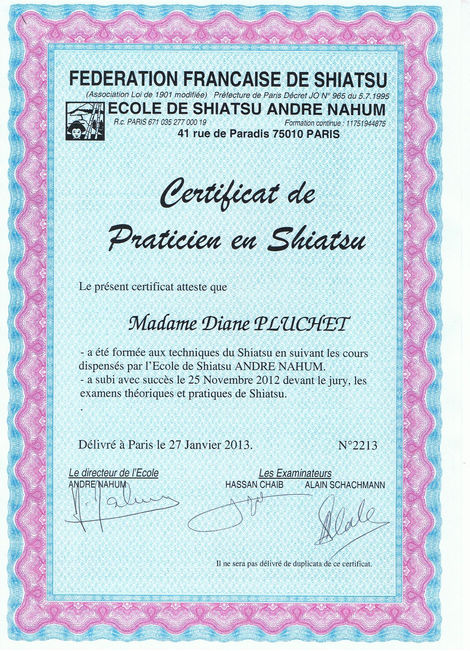 FEDERATION FRANCAISE DE SHIATSU
(Association Loi de 1901 modifiée) Préfecture de Paris Décret JO N° 965 du 5.7.1995
ECOLE DE SHIATSU ANDRE NAHUM
R.c. PARIS 671 035 277 000 19 Formation continue : 11751944875
41 rue de Paradis 75010 PARIS
Certificat de
Praticien en Shiatsu
Le présent certificat atteste que
Madame Diane PLUCHET
- a été formée aux techniques du Shiatsu en suivant les cours
dispensés par l'Ecole de Shiatsu ANDRE NAHUM.
- a subi avec succès le 25 Novembre 2012 devant le jury, les
examens théoriques et pratiques de Shiatsu.
.
Délivré à Paris le 27 Janvier 2013. N°2213
Le directeur de l'Ecole Les Examinateurs
ANDRE NAHUM HASSAN CHAIB ALAIN SCHACHMANN
Il ne sera pas délivré de duplicata de ce certificat.